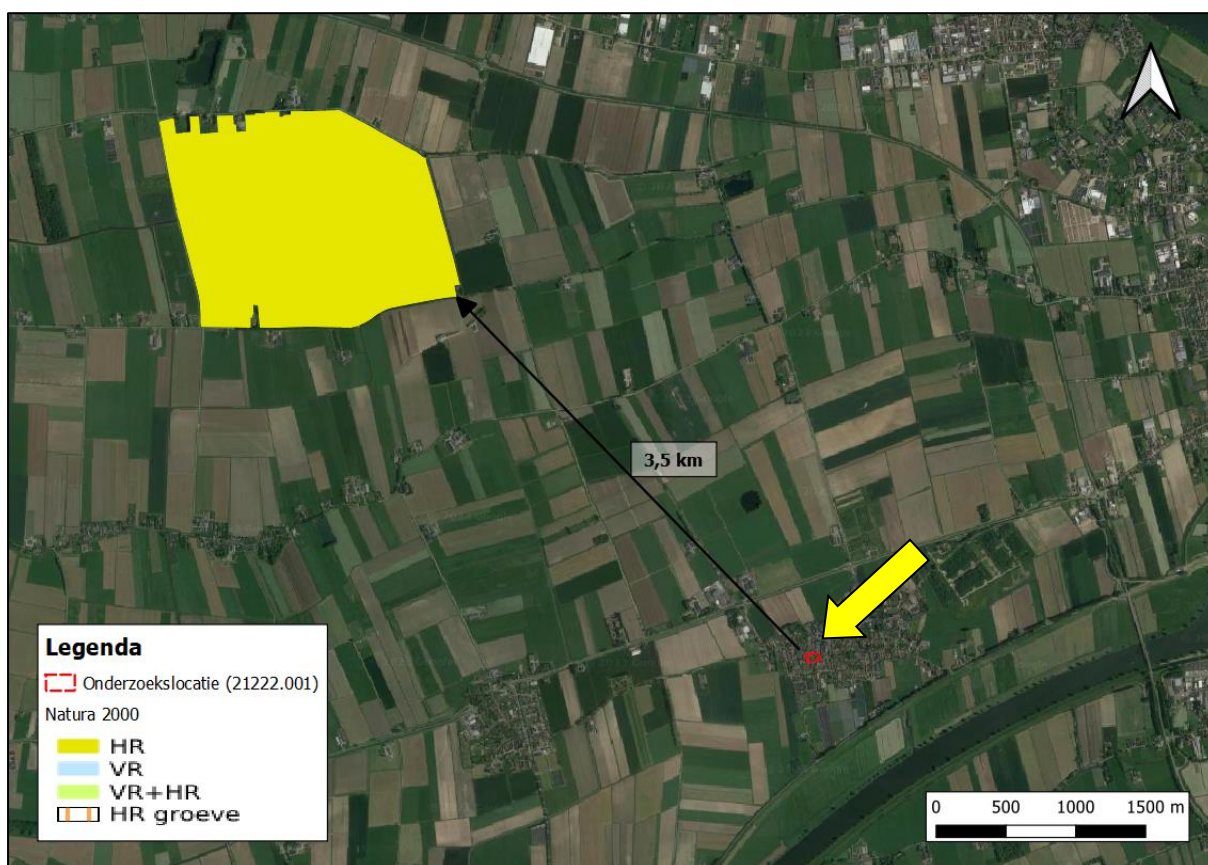 3,5 km
Legenda
Onderzoekslocatie (21222.001)
Natura 2000
HR
VR
VR+HR
HR groeve
0 500 1000 1500 m